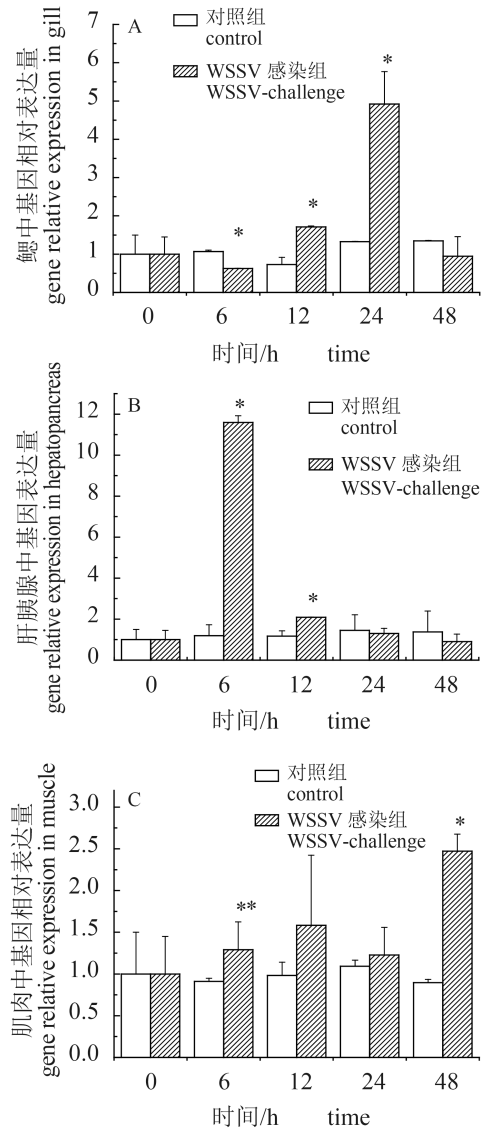 A
对照组
control
WSSV 感染组
WSSV-challenge
鳃中基因相对表达量
gene relative expression in gill
7
6
5
4
3
2
1
0
*
*
*
0 6 12 24 48
时间/h time
B
对照组
control
WSSV 感染组
WSSV-challenge
肝胰腺中基因表达量
gene relative expression in hepatopancreas
12
10
8
6
4
2
0
*
*
0 6 12 24 48
时间/h time
C
对照组
control
WSSV 感染组
WSSV-challenge
肌肉中基因相对表达量
gene relative expression in muscle
3.0
2.5
2.0
1.5
1.0
0.5
0.0
**
*
0 6 12 24 48
时间/h time